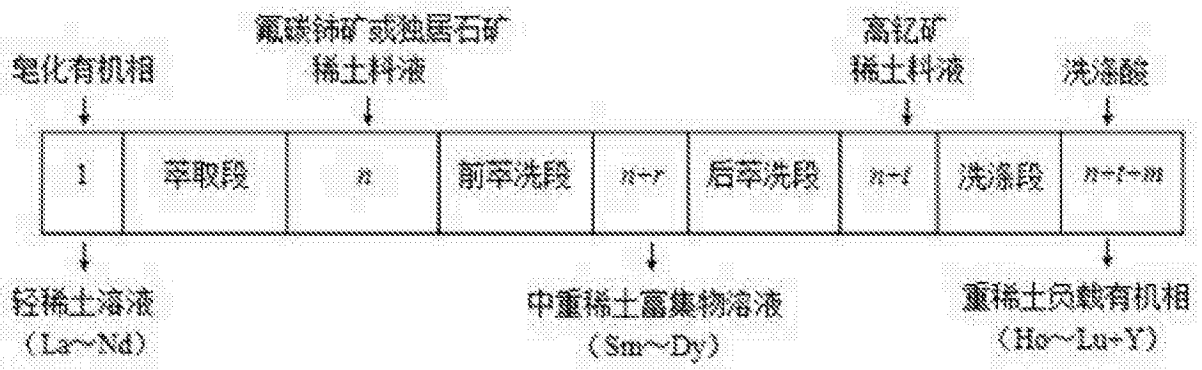 皂化有机相
氟碳铈矿或独居石矿
稀土料液
高钇矿
稀土料液
洗涤酸
1
萃取段
n
前萃洗段
n+r
后萃洗段
n+t
洗涤段
n+t+m
轻稀土溶液
（La～Nd）
中重稀土富集物溶液
（Sm～Dy）
重稀土负载有机相
（Ho～Lu+Y）